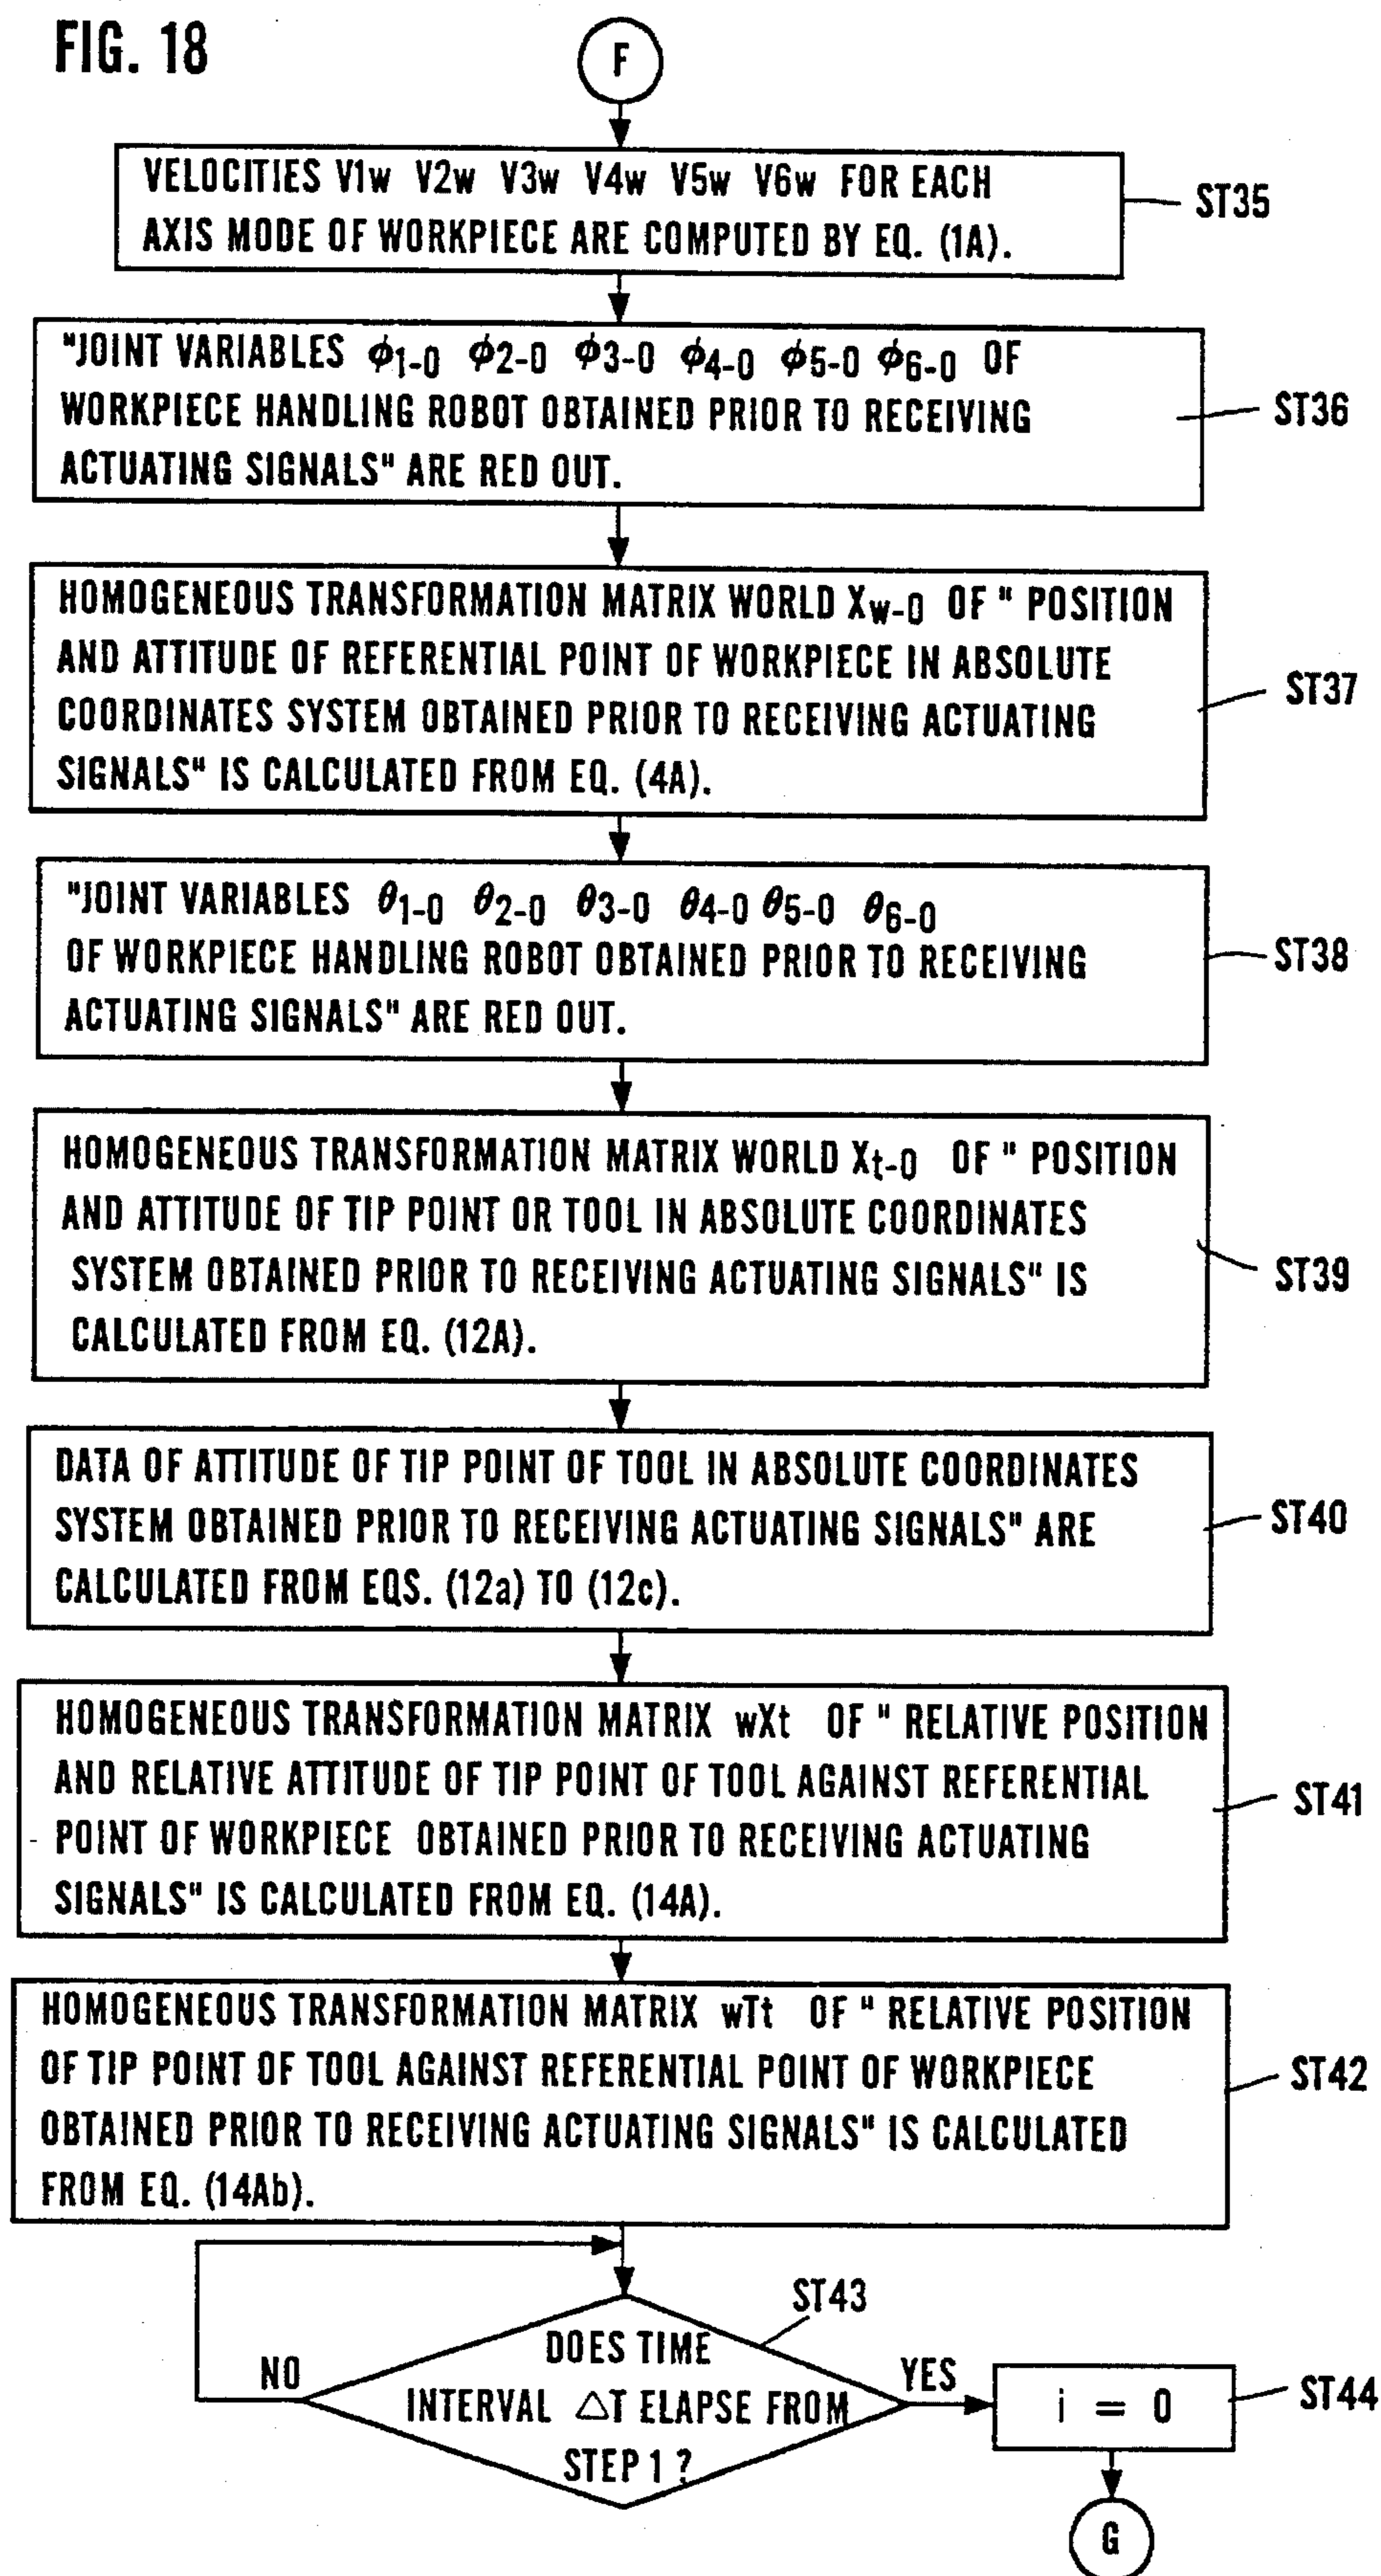 FIG. 18
F
VELOCITIES V1w V2w V3w V4w V5w V6w FOR EACH
AXIS MODE OF WORKPIECE ARE COMPUTED BY EQ. (1A).
ST35
"JOINT VARIABLES ϕ1-0 ϕ2-0 ϕ3-0 ϕ4-0 ϕ5-0 ϕ6-0 OF
WORKPIECE HANDLING ROBOT OBTAINED PRIOR TO RECEIVING
ACTUATING SIGNALS" ARE RED OUT.
ST36
HOMOGENEOUS TRANSFORMATION MATRIX WORLD Xw-0 OF " POSITION
AND ATTITUDE OF REFERENTIAL POINT OF WORKPIECE IN ABSOLUTE
COORDINATES SYSTEM OBTAINED PRIOR TO RECEIVING ACTUATING
SIGNALS" IS CALCULATED FROM EQ. (4A).
ST37
"JOINT VARIABLES θ1-0 θ2-0 θ3-0 θ4-0 θ5-0 θ6-0
OF WORKPIECE HANDLING ROBOT OBTAINED PRIOR TO RECEIVING
ACTUATING SIGNALS" ARE RED OUT.
ST38
HOMOGENEOUS TRANSFORMATION MATRIX WORLD Xt-0 OF " POSITION
AND ATTITUDE OF TIP POINT OR TOOL IN ABSOLUTE COORDINATES
SYSTEM OBTAINED PRIOR TO RECEIVING ACTUATING SIGNALS" IS
CALCULATED FROM EQ. (12A).
ST39
DATA OF ATTITUDE OF TIP POINT OF TOOL IN ABSOLUTE COORDINATES
SYSTEM OBTAINED PRIOR TO RECEIVING ACTUATING SIGNALS" ARE
CALCULATED FROM EQS. (12a) TO (12c).
ST40
HOMOGENEOUS TRANSFORMATION MATRIX wXt OF " RELATIVE POSITION
AND RELATIVE ATTITUDE OF TIP POINT OF TOOL AGAINST REFERENTIAL
POINT OF WORKPIECE OBTAINED PRIOR TO RECEIVING ACTUATING
SIGNALS" IS CALCULATED FROM EQ. (14A).
ST41
HOMOGENEOUS TRANSFORMATION MATRIX wTt OF " RELATIVE POSITION
OF TIP POINT OF TOOL AGAINST REFERENTIAL POINT OF WORKPIECE
OBTAINED PRIOR TO RECEIVING ACTUATING SIGNALS" IS CALCULATED
FROM EQ. (14Ab).
ST42
ST43
DOES TIME
INTERVAL △T ELAPSE FROM
STEP 1 ?
NO
YES
i = 0
ST44
G